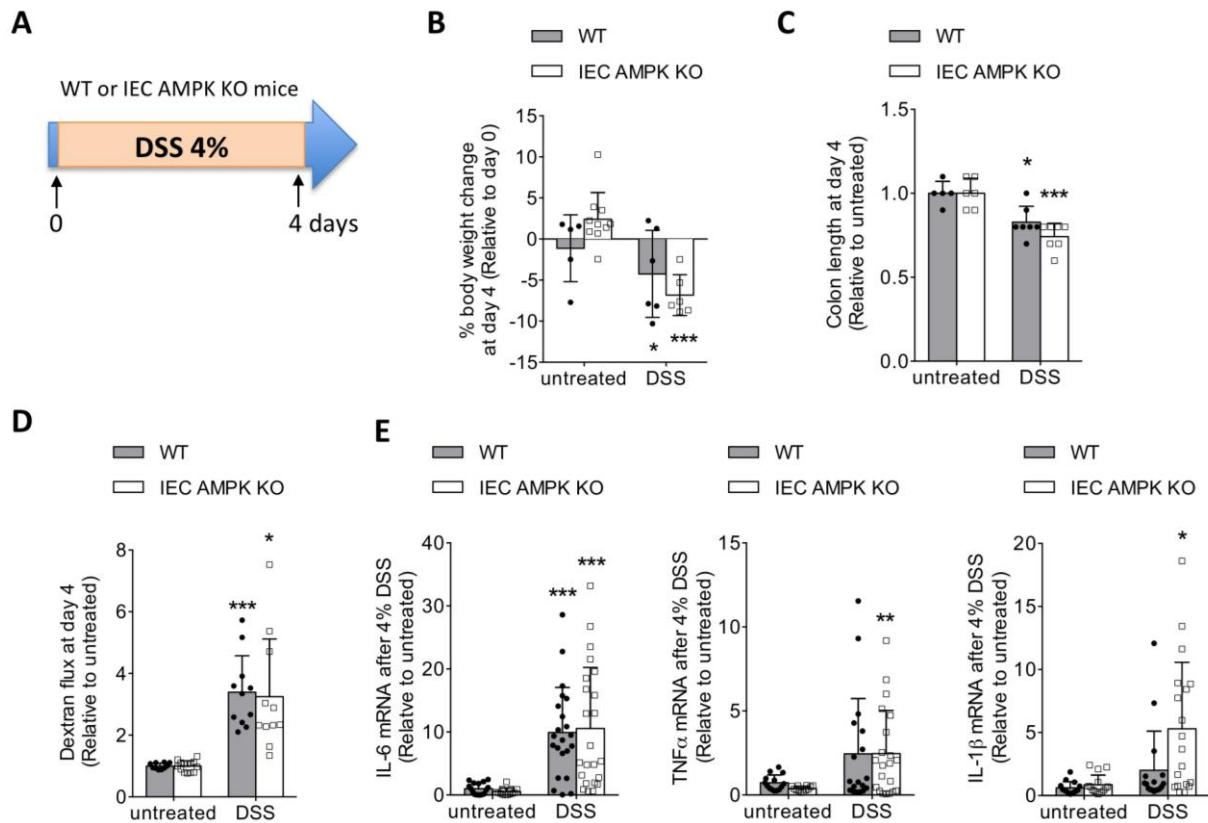 A
WT or IEC AMPK KO mice
DSS 4%
0
4 days
B
WT
IEC AMPK KO
% body weight change
at day 4 (Relative to day 0)
15
10
5
0
-5
-10
-15
*
***
untreated
DSS
C
WT
IEC AMPK KO
Colon length at day 4
(Relative to untreated)
1.5
1.0
0.5
0.0
*
***
untreated
DSS
D
WT
IEC AMPK KO
Dextran flux at day 4
(Relative to untreated)
8
6
4
2
0
***
*
untreated
DSS
E
WT
IEC AMPK KO
IL-6 mRNA after 4% DSS
(Relatve to untreated)
40
30
20
10
0
***
***
untreated
DSS
WT
IEC AMPK KO
TNFα mRNA after 4% DSS
(Relatve to untreated)
15
10
5
0
**
untreated
DSS
WT
IEC AMPK KO
IL-1β mRNA after 4% DSS
(Relatve to untreated)
20
15
10
5
0
*
untreated
DSS